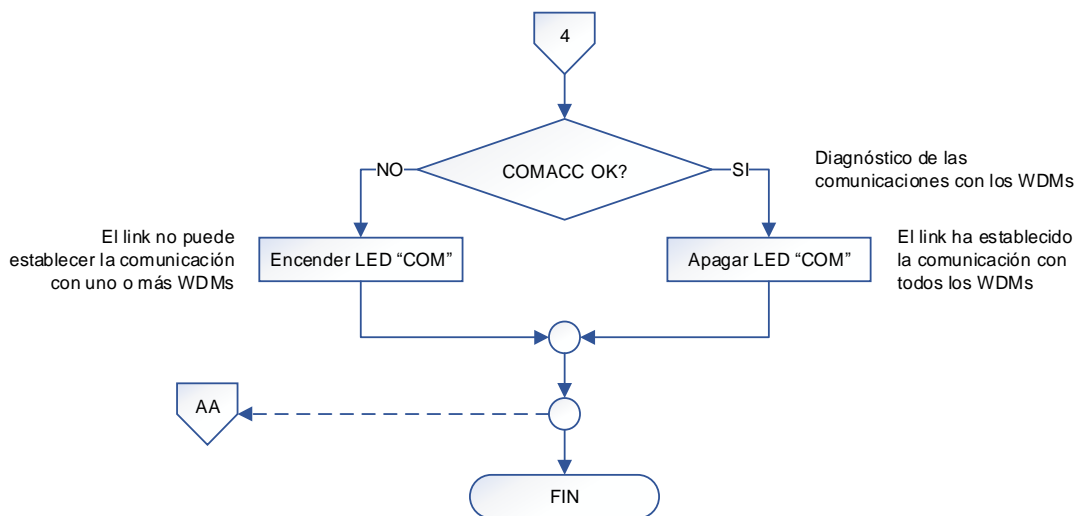 4
COMACC OK?
NO
SI
Diagnóstico de las
comunicaciones con los WDMs
El link no puede
establecer la comunicación
con uno o más WDMs
Encender LED “COM”
Apagar LED “COM”
El link ha establecido
la comunicación con
todos los WDMs
AA
FIN